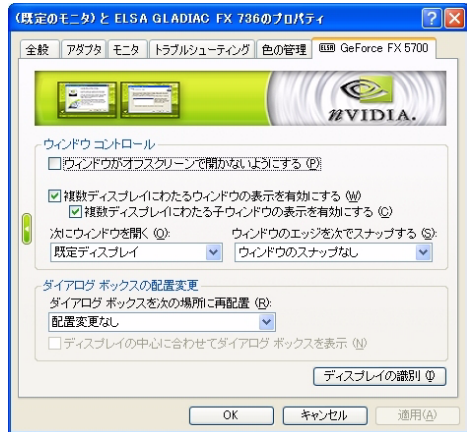 (既定のモニタ) と ELSA GLADIAC FX 736のプロパティ
全般 アダプタ モニタ トラブルシューティング 色の管理 ELSA GeForce FX 5700
nVIDIA.
ウィンドウ コントロール
ウィンドウがオフスクリーンで開かないようにする (P)
複数ディスプレイにわたるウィンドウの表示を有効にする (W)
複数ディスプレイにわたる子ウィンドウの表示を有効にする (C)
次にウィンドウを開く (O): ウィンドウのエッジを次でスナップする (S):
既定ディスプレイ ウィンドウのスナップなし
ダイアログ ボックスの配置変更
ダイアログ ボックスを次の場所に再配置 (R):
配置変更なし
ディスプレイの中心に合わせてダイアログ ボックスを表示 (N)
ディスプレイの識別 (I)
OK キャンセル 適用(A)